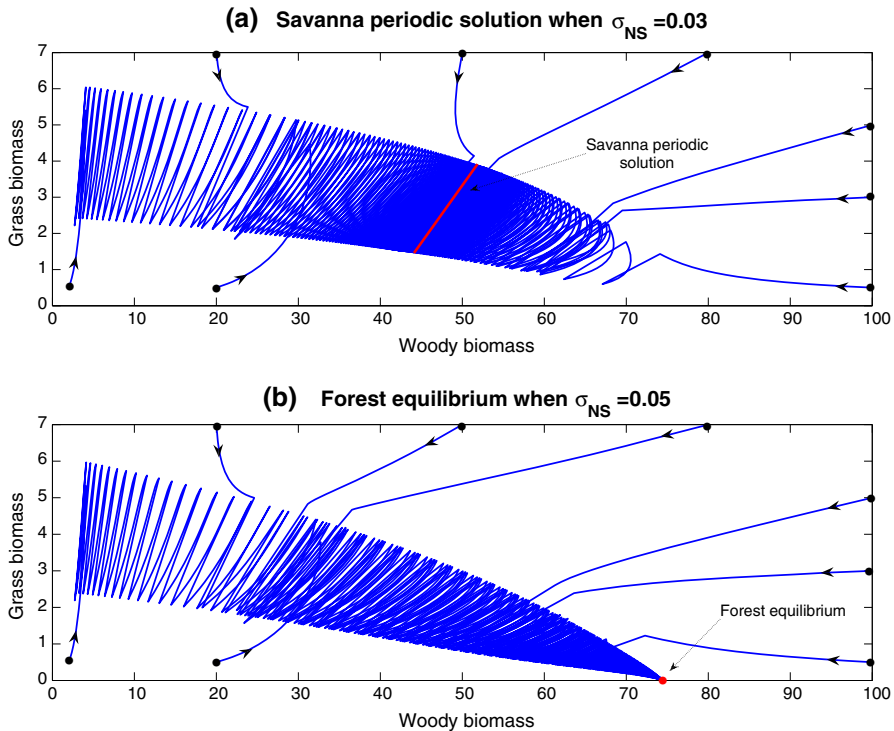 (a) Savanna periodic solution when σNS =0.03
7
6
5
4
3
2
1
0
Grass biomass
Savanna periodic
solution
0 10 20 30 40 50 60 70 80 90 100
Woody biomass
(b) Forest equilibrium when σNS =0.05
7
6
5
4
3
2
1
0
Grass biomass
Forest equilibrium
0 10 20 30 40 50 60 70 80 90 100
Woody biomass